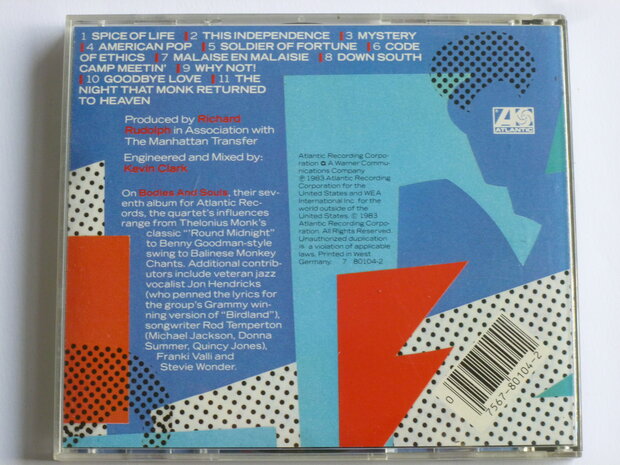 1 SPICE OF LIFE 2 THIS INDEPENDENCE 3 MYSTERY
4 AMERICAN POP 5 SOLDIER OF FORTUNE 6 CODE
OF ETHICS 7 MALAISE EN MALAISIE 8 DOWN SOUTH
CAMP MEETIN' 9 WHY NOT!
10 GOODBYE LOVE 11 THE
NIGHT THAT MONK RETURNED
TO HEAVEN
Produced by Richard
Rudolph in Association with
The Manhattan Transfer
Engineered and Mixed by:
Kevin Clark
On Bodies And Souls, their sev-
enth album for Atlantic Rec-
ords, the quartet's influences
range from Thelonius Monk's
classic "'Round Midnight"
to Benny Goodman-style
swing to Balinese Monkey
Chants. Additional contrib-
utors include veteran jazz
vocalist Jon Hendricks
(who penned the lyrics for
the group's Grammy win-
ning version of "Birdland"),
songwriter Rod Temperton
(Michael Jackson, Donna
Summer, Quincy Jones),
Franki Valli and
Stevie Wonder.
ATLANTIC
Atlantic Recording Corpo-
ration A Warner Commu-
nications Company
℗ 1983 Atlantic Recording
Corporation for the
United States and WEA
International Inc. for the
world outside of the
United States. © 1983
Atlantic Recording Corpo-
ration. All Rights Reserved.
Unauthorized duplication
is a violation of applicable
laws. Printed in West
Germany. 7 80104-2
0 7567-80104-2